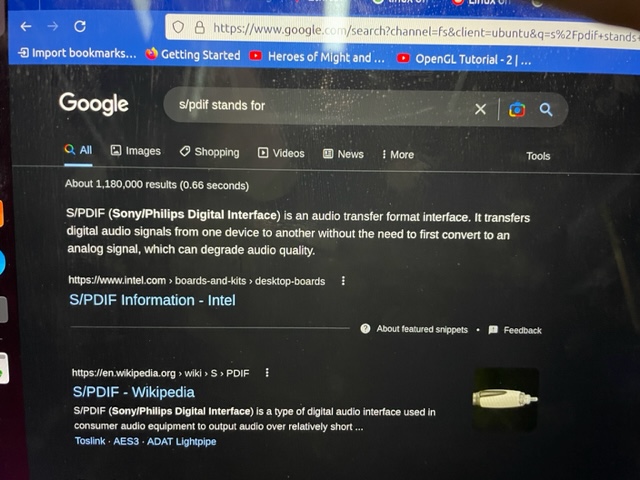 https://www.google.com/search?channel=fs&client=ubuntu&q=s%2Fpdif+stands+
Import bookmarks... Getting Started Heroes of Might and ... OpenGL Tutorial - 2 | ...
Google s/pdif stands for
All Images Shopping Videos News More Tools
About 1,180,000 results (0.66 seconds)
S/PDIF (Sony/Philips Digital Interface) is an audio transfer format interface. It transfers
digital audio signals from one device to another without the need to first convert to an
analog signal, which can degrade audio quality.
https://www.intel.com › boards-and-kits › desktop-boards
S/PDIF Information - Intel
About featured snippets • Feedback
https://en.wikipedia.org › wiki › S › PDIF
S/PDIF - Wikipedia
S/PDIF (Sony/Philips Digital Interface) is a type of digital audio interface used in
consumer audio equipment to output audio over relatively short ...
Toslink · AES3 · ADAT Lightpipe